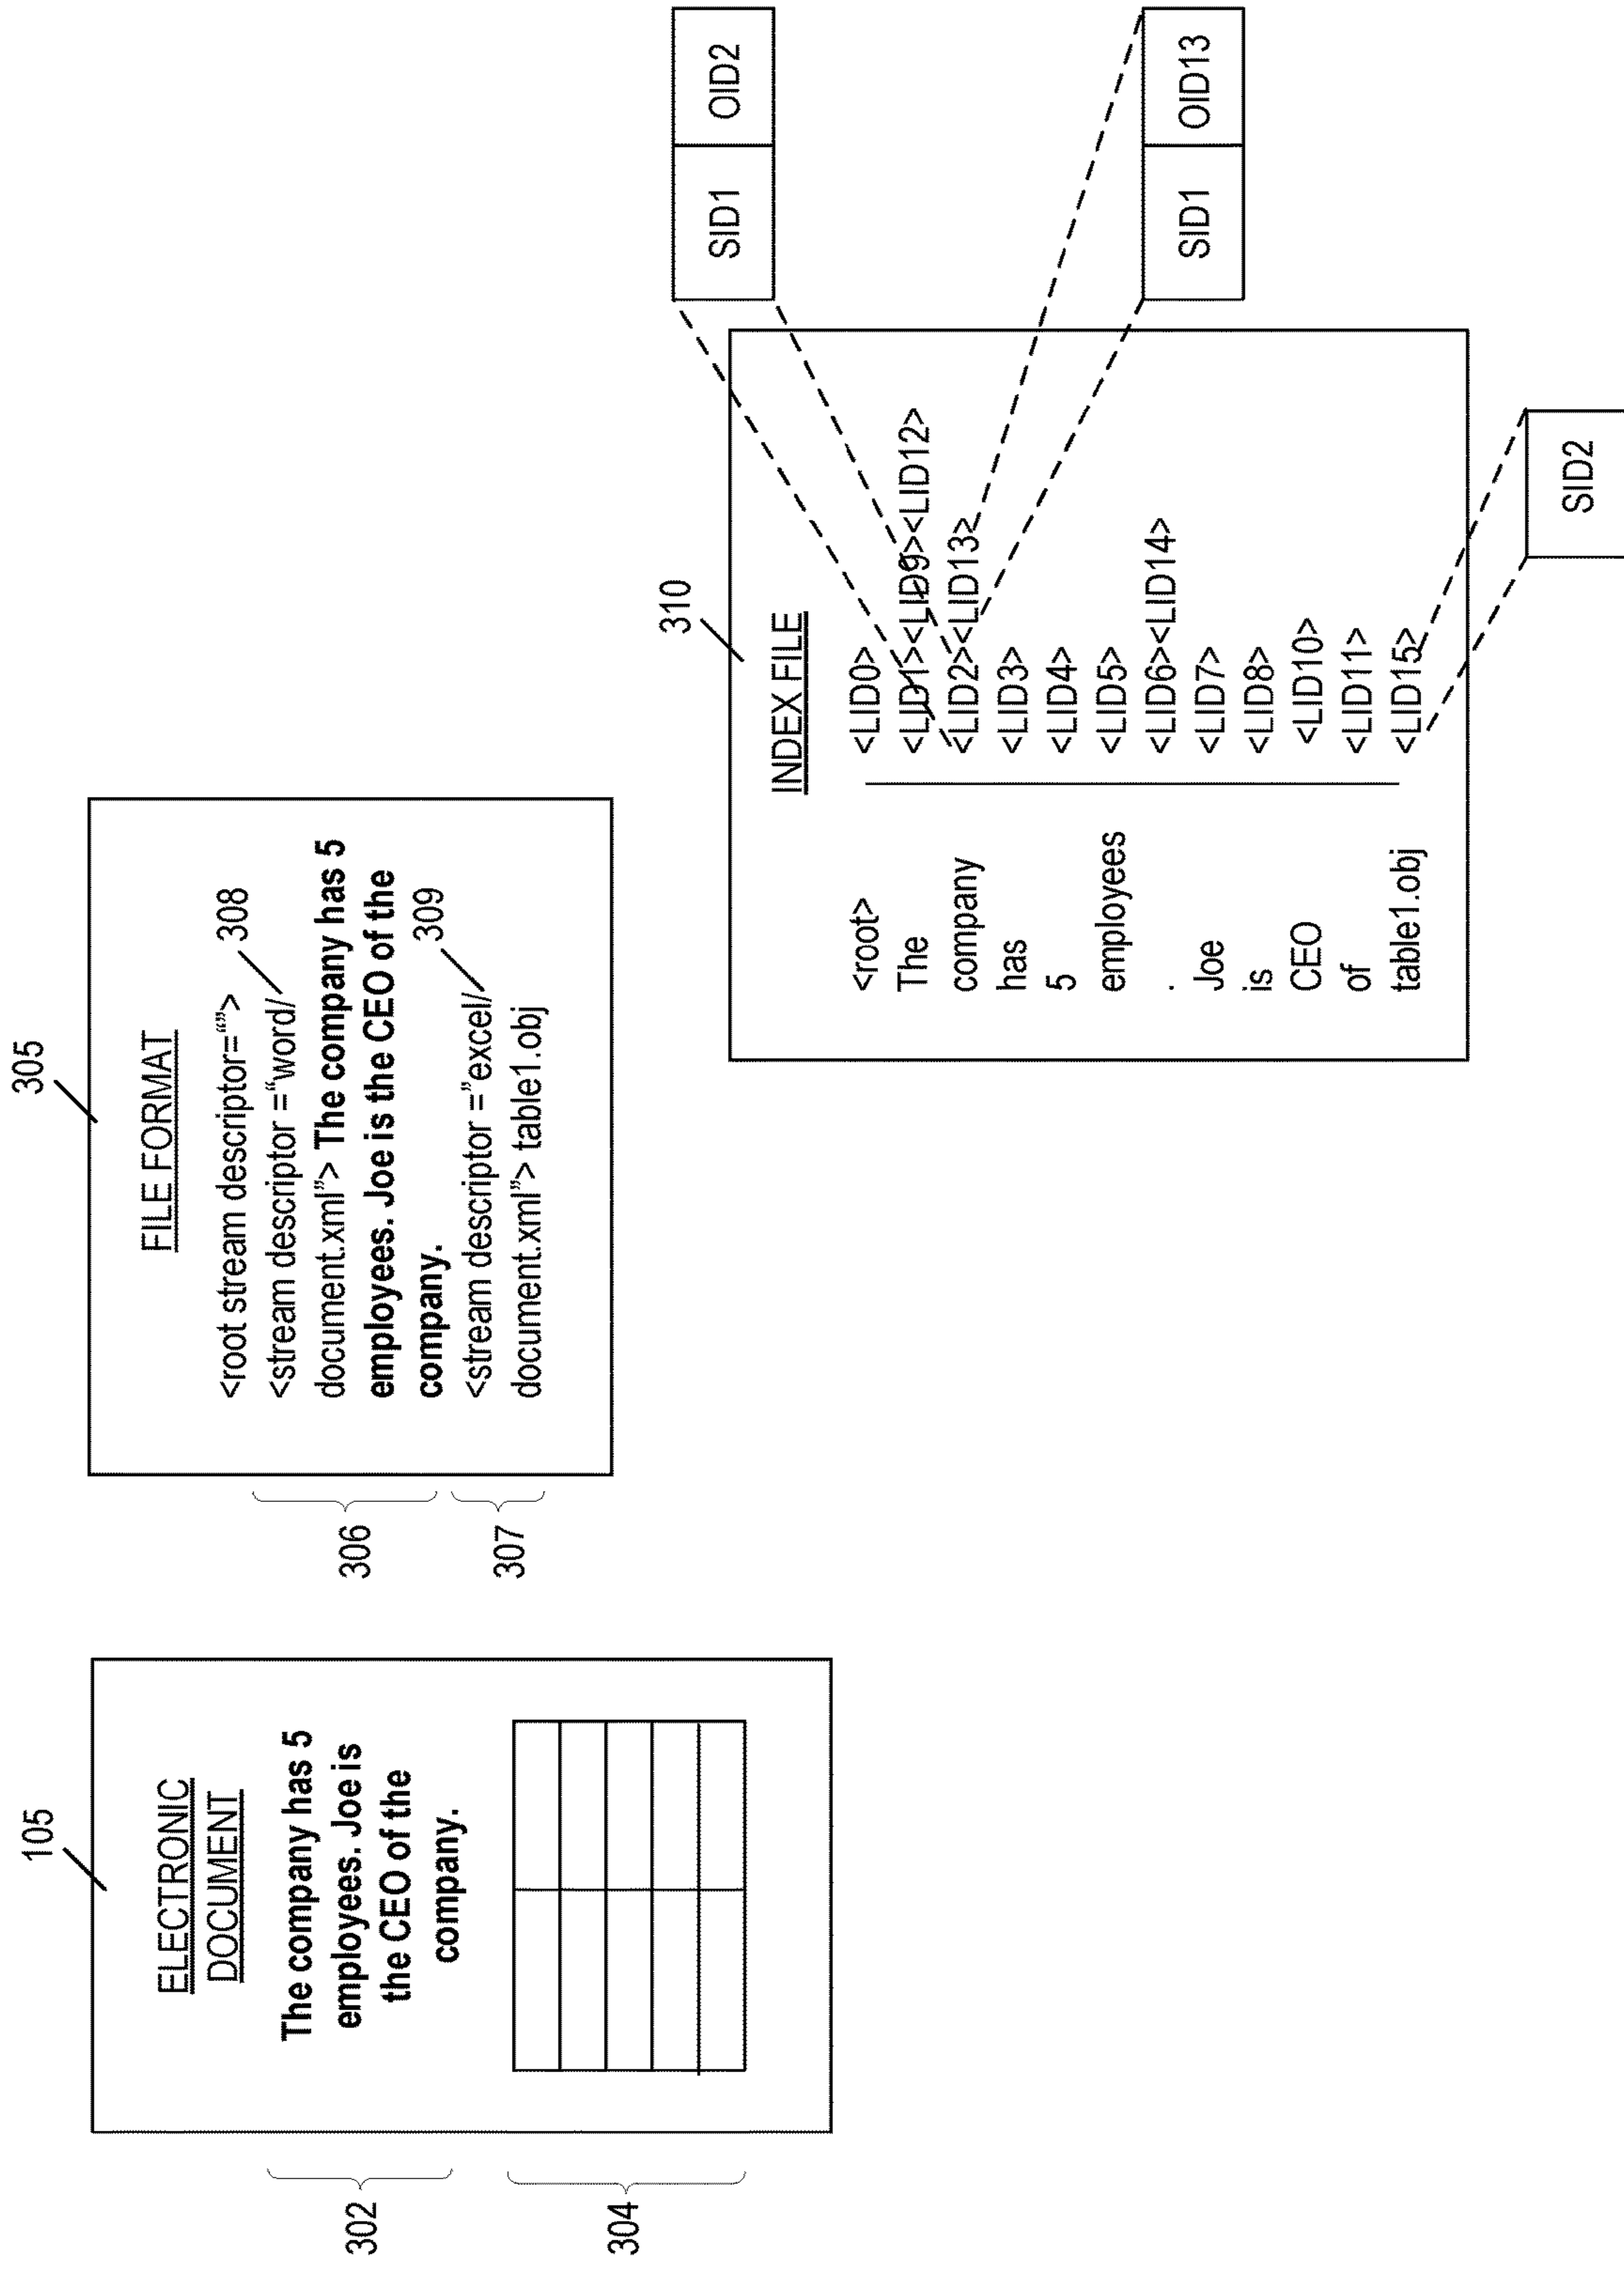 105
ELECTRONIC
DOCUMENT
The company has 5
employees. Joe is
the CEO of the
company.
302
304
305
FILE FORMAT
<root stream descriptor=“”>
<stream descriptor =“word/
308
document.xml”> The company has 5
employees. Joe is the CEO of the
company.
<stream descriptor =”excel/
309
document.xml”> table1.obj
306
307
310
INDEX FILE
<root> <LID0>
The <LID1><LID9><LID12>
company <LID2><LID13>
has <LID3>
5 <LID4>
employees <LID5>
. <LID6><LID14>
Joe <LID7>
is <LID8>
CEO <LID10>
of <LID11>
table1.obj <LID15>
SID1 OID2
SID1 OID13
SID2